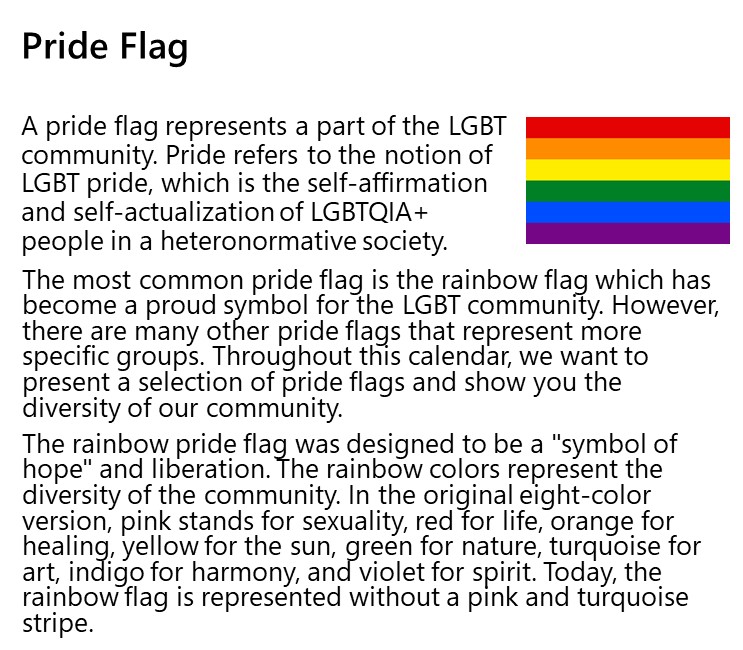 Pride Flag
A pride flag represents a part of the LGBT
community. Pride refers to the notion of
LGBT pride, which is the self-affirmation
and self-actualization of LGBTQIA+
people in a heteronormative society.
The most common pride flag is the rainbow flag which has
become a proud symbol for the LGBT community. However,
there are many other pride flags that represent more
specific groups. Throughout this calendar, we want to
present a selection of pride flags and show you the
diversity of our community.
The rainbow pride flag was designed to be a "symbol of
hope" and liberation. The rainbow colors represent the
diversity of the community. In the original eight-color
version, pink stands for sexuality, red for life, orange for
healing, yellow for the sun, green for nature, turquoise for
art, indigo for harmony, and violet for spirit. Today, the
rainbow flag is represented without a pink and turquoise
stripe.